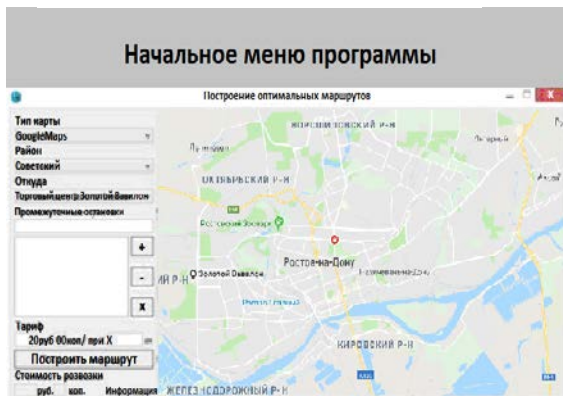 Начальное меню программы
Построение оптимальных маршрутов
Тип карты
GoogleMaps
Район
Советский
Откуда
Торговый центр Золотой Вавилон
Промежуточные остановки
+
-
X
Тариф
20руб 00коп/ при X
Построить маршрут
Стоимость развозки
руб. коп. Информация
ВОРОШИЛОВСКИЙ Р-Н
ОКТЯБРЬСКИЙ Р-Н
Ростовский Зоопарк
Ростов-на-Дону
Золотой Вавилон
ИЙ Р-Н
КИРОВСКИЙ Р-Н
ЖЕЛЕЗНОДОРОЖНЫЙ Р-Н